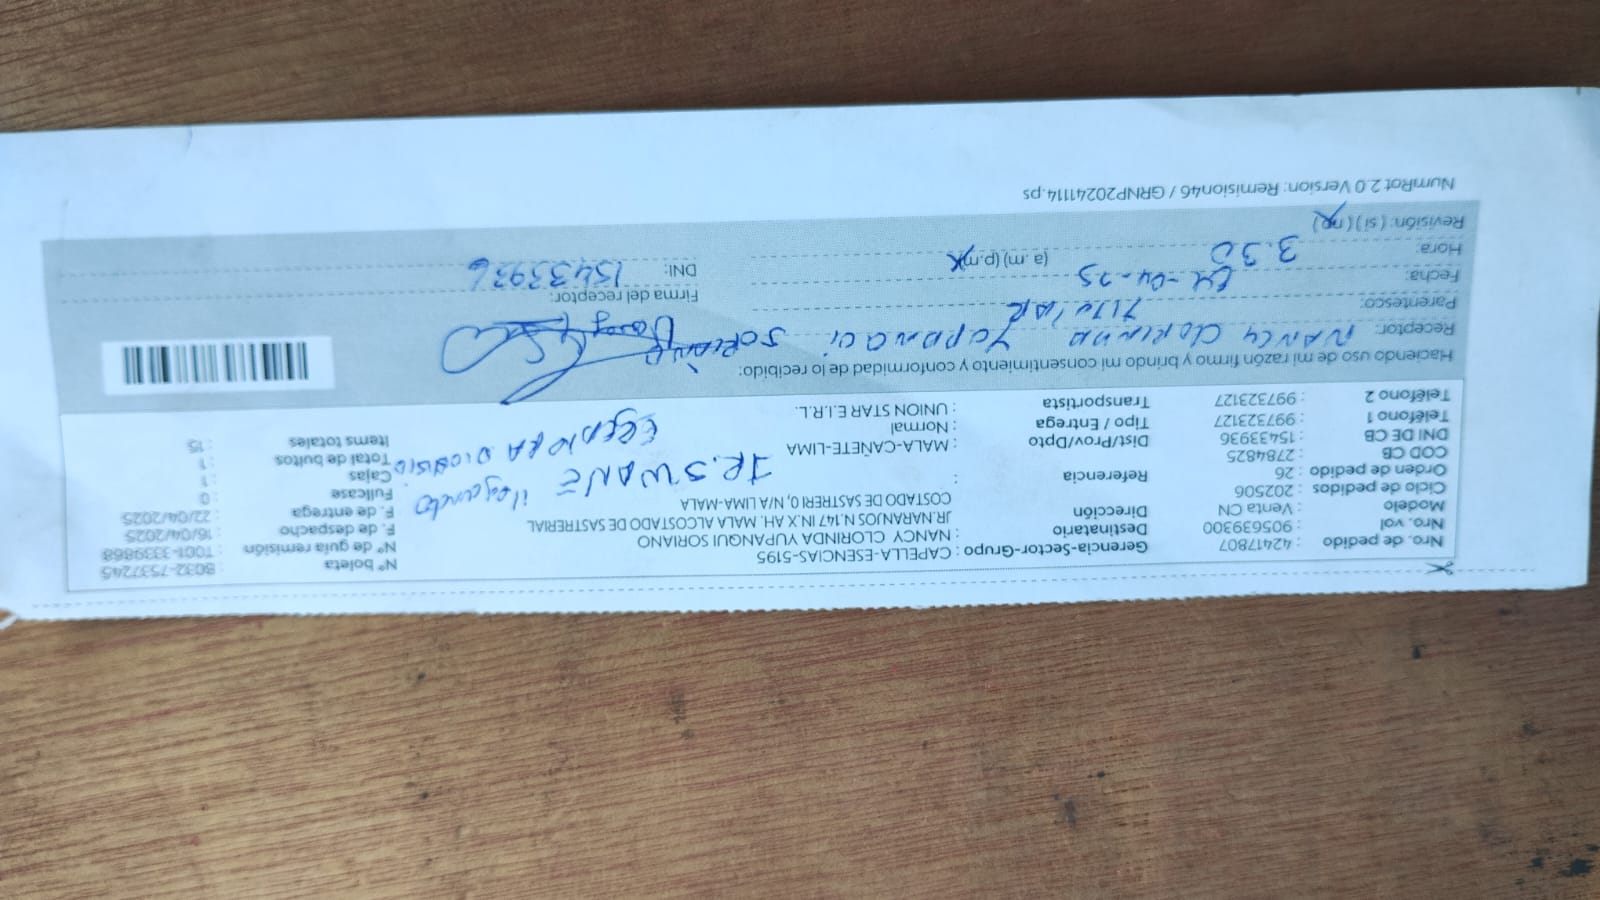 Nro. de pedido : 42417807
Nro. vol : 905639300
Modelo : Venta CN
Ciclo de pedidos : 202506
Orden de pedido : 26
COD CB : 2784825
DNI DE CB : 15433936
Teléfono 1 : 997323127
Teléfono 2 : 997323127
Gerencia-Sector-Grupo : CAPELLA-ESENCIAS-5195
Destinatario : NANCY CLORINDA YUPANQUI SORIANO
Dirección JR.NARANJOS N.147 IN.X AH. MALA ALCOSTADO DE SASTRERIAL
COSTADO DE SASTRERI 0, N/A LIMA-MALA
Referencia :
Dist/Prov/Dpto : MALA-CAÑETE-LIMA
Tipo / Entrega : Normal
Transportista : UNION STAR E.I.R.L.
JR. SWANE
N° boleta : B032-7537245
N° de guía remisión : T001-3339868
F. de despacho : 16/04/2025
F. de entrega : 22/04/2025
Fullcase : 0
Cajas : 1
Total de bultos : 1
Items totales : 15
Haciendo uso de mi razón firmo y brindo mi consentimiento y conformidad de lo recibido:
Receptor: NANCY CLORINDA YUPANQUI SORIANO
Parentesco: TITULAR
Fecha: -04-25
Hora: 3.30 (a.m) (p.m)
Revisión: (si) (no)
Firma del receptor:
DNI: 15433936
NumRot 2.0 Version: Remision46 / GRNP20241114.ps